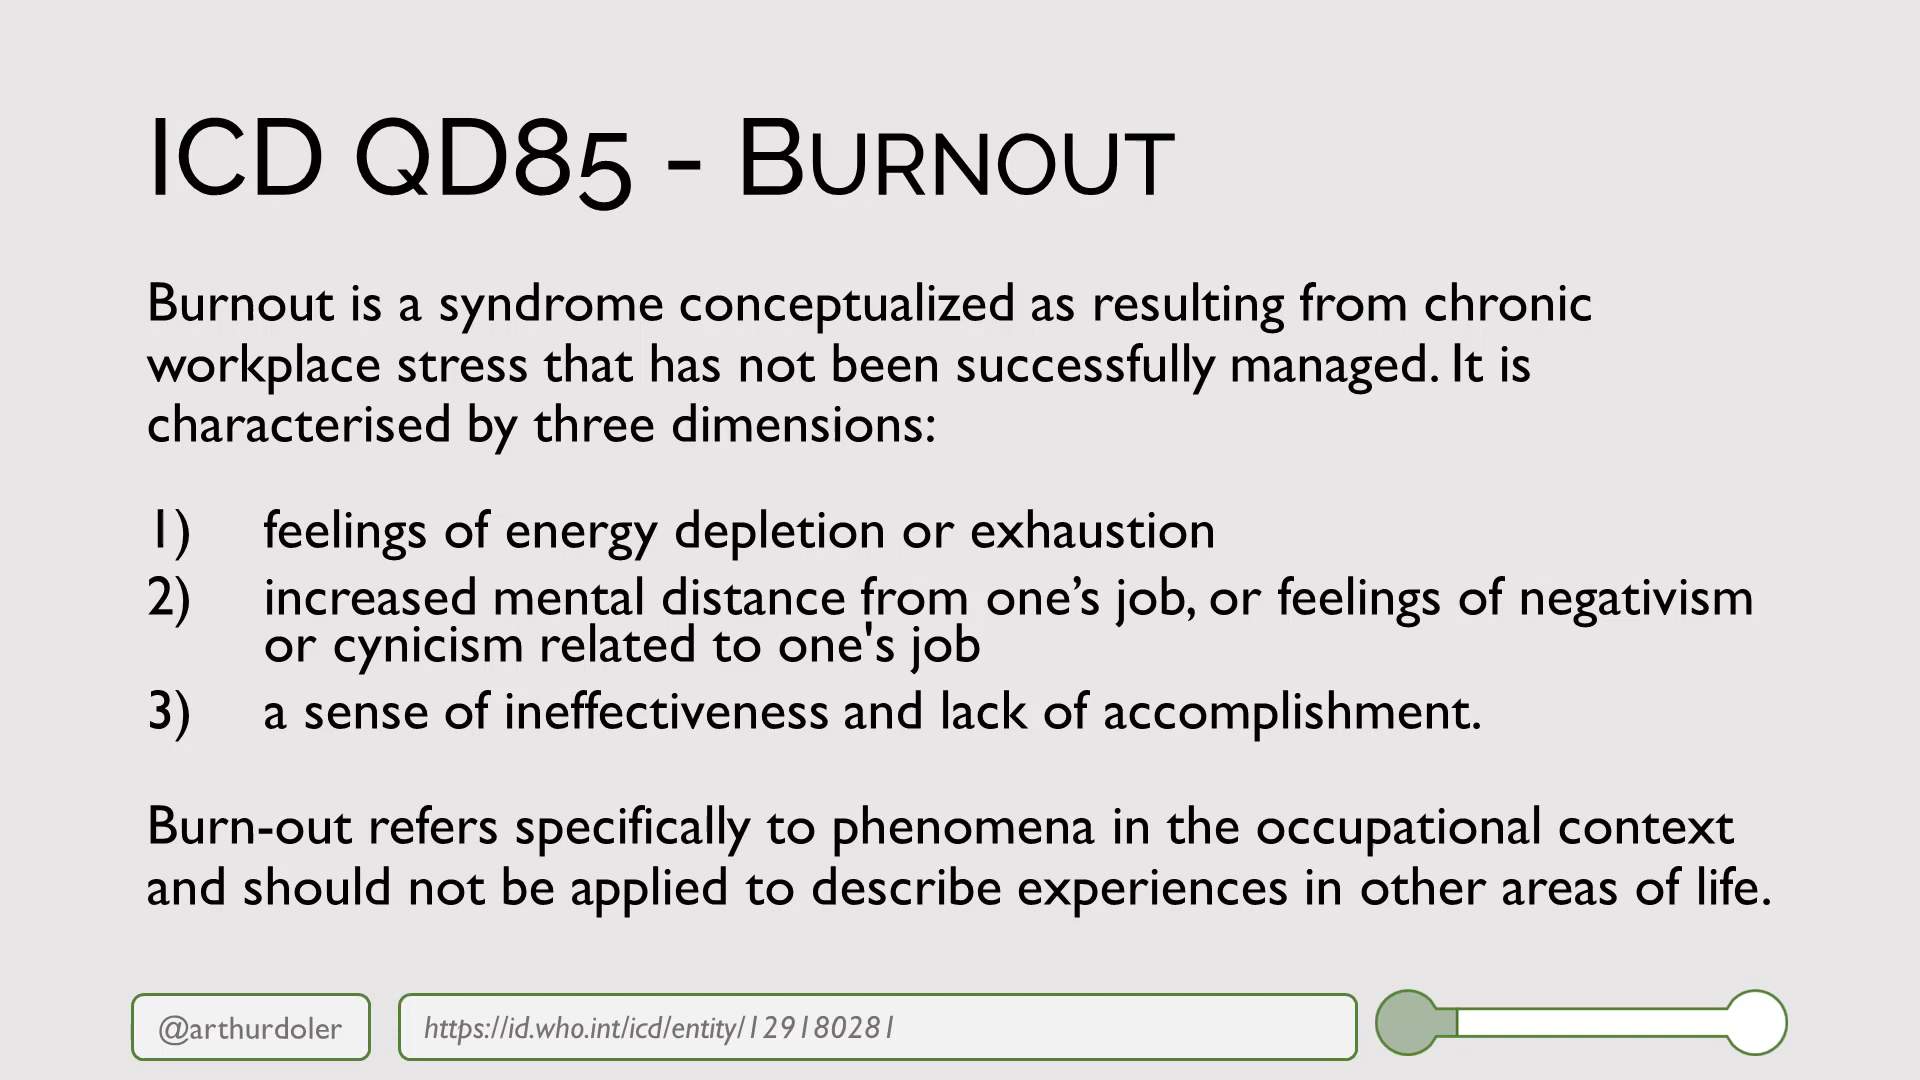 ICD QD85 - BURNOUT
Burnout is a syndrome conceptualized as resulting from chronic
workplace stress that has not been successfully managed. It is
characterised by three dimensions:
1) feelings of energy depletion or exhaustion
2) increased mental distance from one’s job, or feelings of negativism
or cynicism related to one's job
3) a sense of ineffectiveness and lack of accomplishment.
Burn-out refers specifically to phenomena in the occupational context
and should not be applied to describe experiences in other areas of life.
@arthurdoler
https://id.who.int/icd/entity/129180281